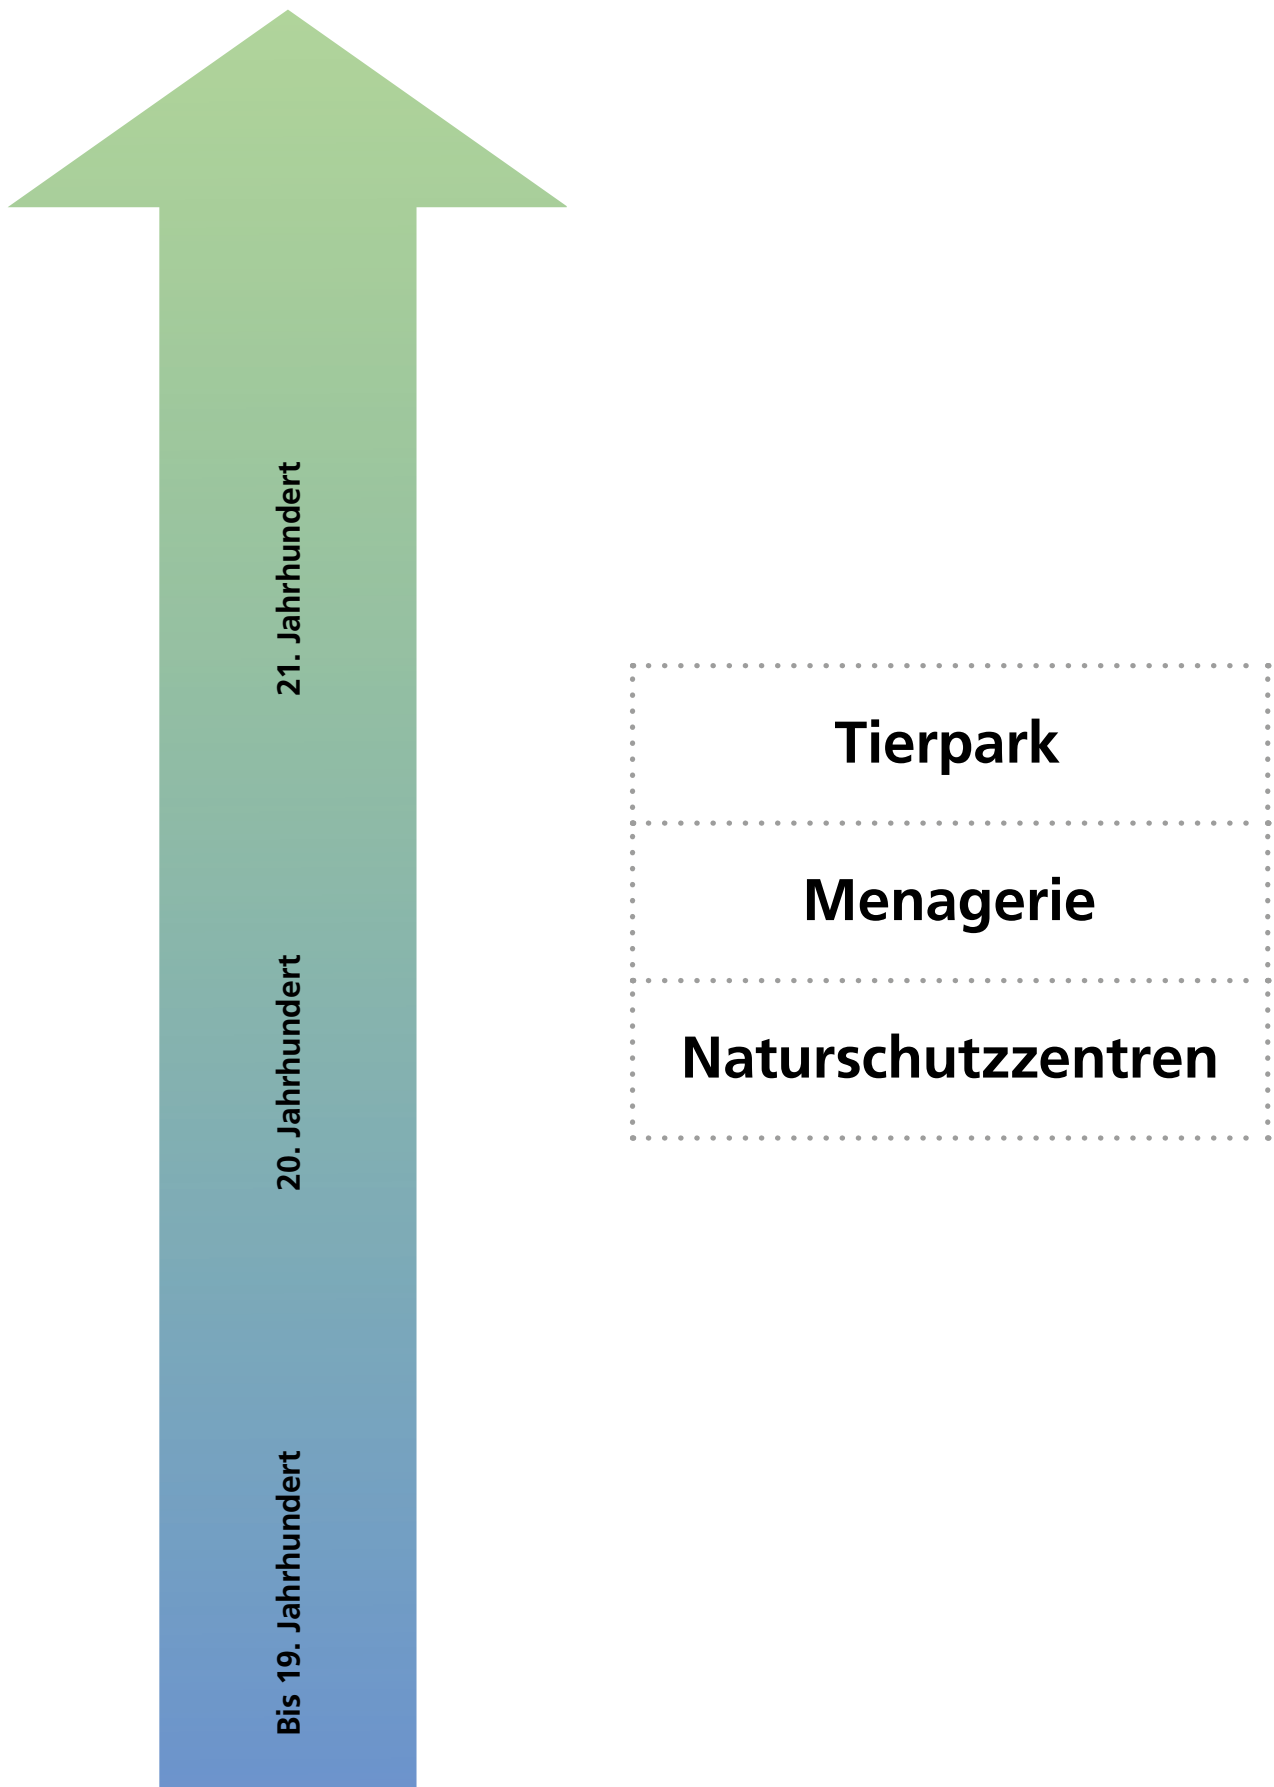 21. Jahrhundert
20. Jahrhundert
Bis 19. Jahrhundert
Tierpark
Menagerie
Naturschutzzentren